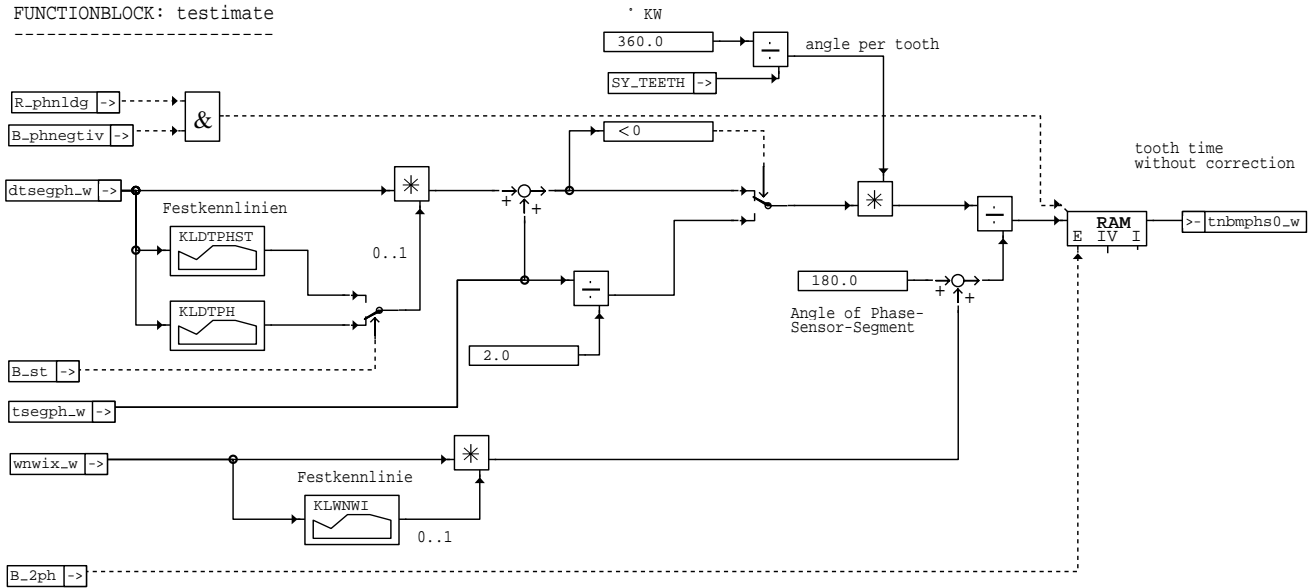 FUNCTIONBLOCK: testimate
------------------------
' KW
360.0
÷
angle per tooth
SY_TEETH ->
R_phnldg ->
&
B_phnegtiv ->
<0
tooth time
without correction
dtsegph_w ->
*
+
+
Festkennlinien
KLDTPHST
0..1
*
÷
RAM
E IV I
>- tnbmphs0_w
180.0
+
+
÷
KLDTPH
Angle of Phase-
Sensor-Segment
2.0
B_st ->
tsegph_w ->
wnwix_w ->
*
Festkennlinie
KLWNWI
0..1
B_2ph ->